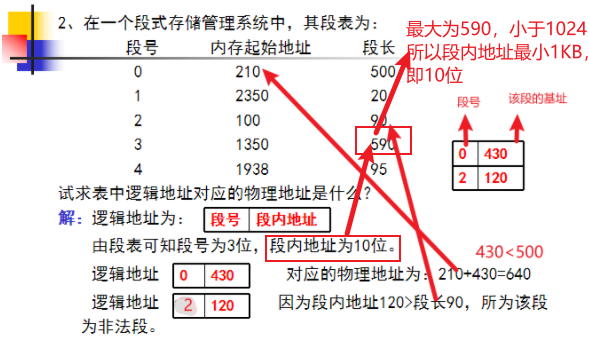 2、在一个段式存储管理系统中，其段表为：
段号 内存起始地址 段长
0 210 500
1 2350 20
2 100 90
3 1350 590
4 1938 95
最大为590，小于1024
所以段内地址最小1KB，
即10位
段号 该段的基址
0 430
2 120
试求表中逻辑地址对应的物理地址是什么？
解：逻辑地址为： 段号 段内地址
由段表可知段号为3位，段内地址为10位。
430<500
逻辑地址 0 430 对应的物理地址为：210+430=640
逻辑地址 2 120 因为段内地址120>段长90，所为该段
为非法段。